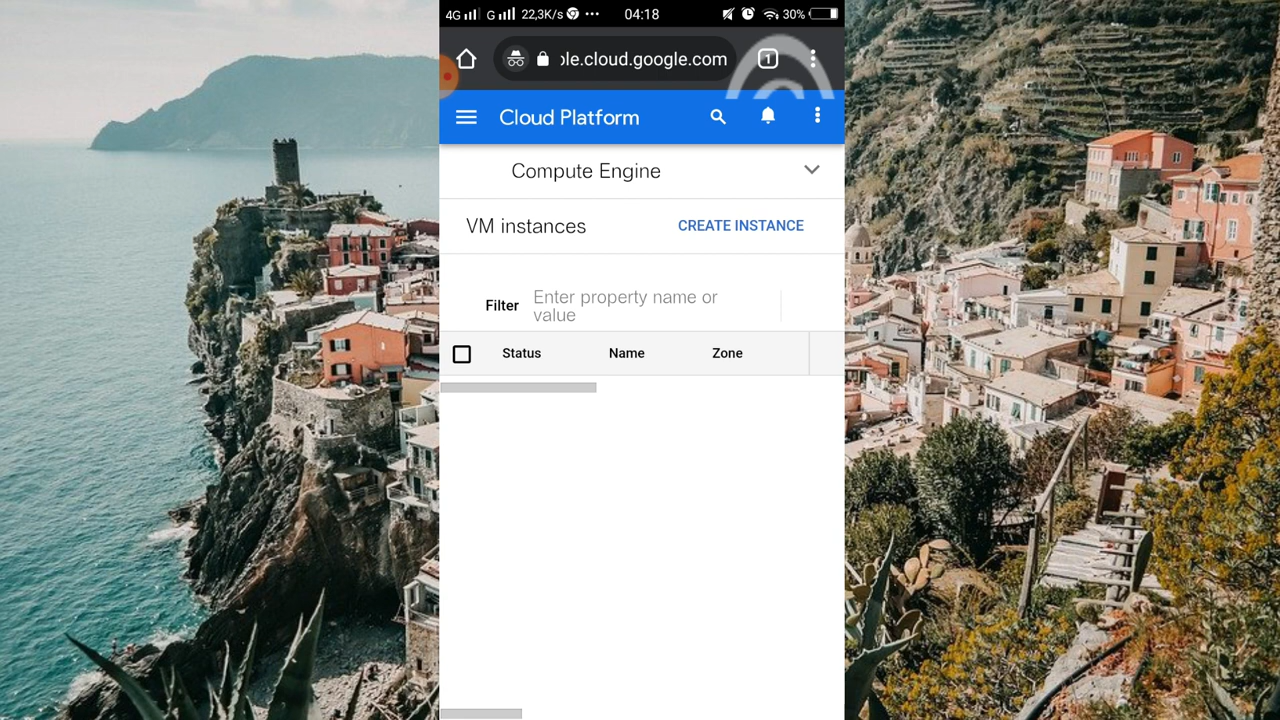 4G G 22,3K/s ••• 04:18 30%
ole.cloud.google.com 1
Cloud Platform
Compute Engine
VM instances CREATE INSTANCE
Filter Enter property name or
value
Status Name Zone